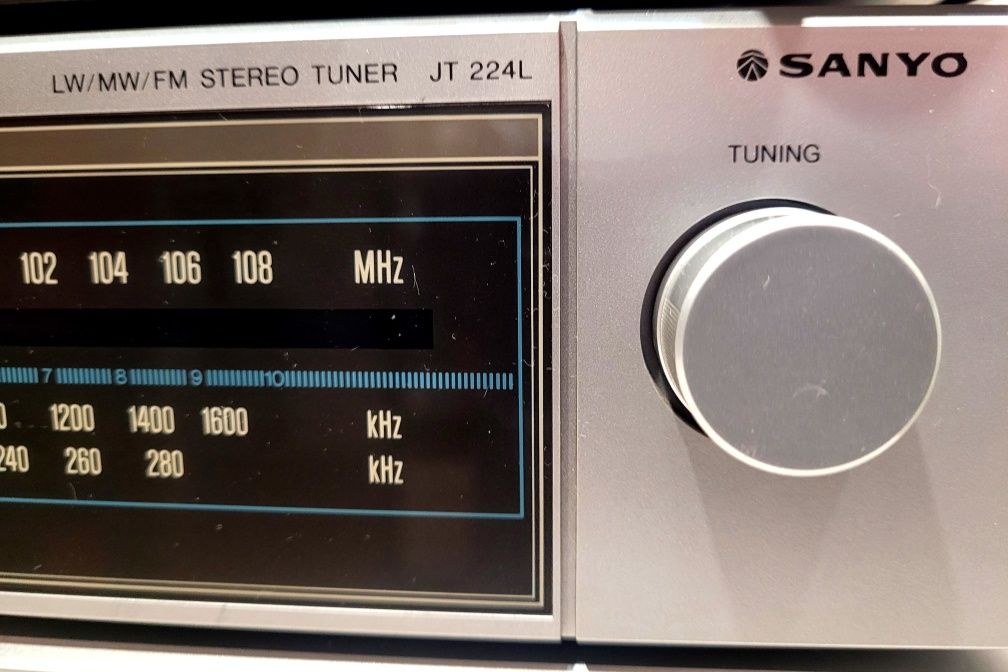 LW/MW/FM STEREO TUNER JT 224L
SANYO
TUNING
102 104 106 108 MHz
7 8 9 10
1200 1400 1600 kHz
240 260 280 kHz